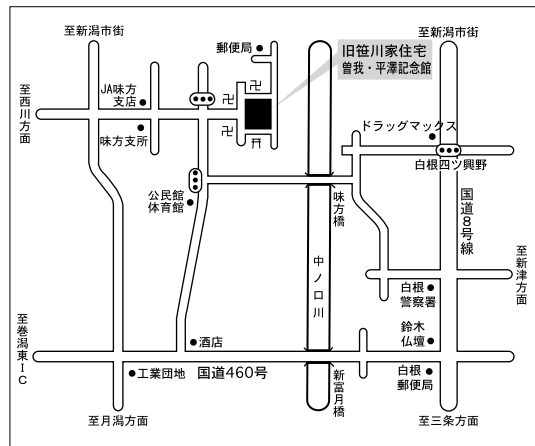 至新潟市街
郵便局
旧笹川家住宅
曽我・平澤記念館
至新潟市街
至西川方面
JA味方
支店
味方支所
ドラッグマックス
白根四ツ興野
公民館
体育館
味方橋
国道8号線
中ノ口川
至新津方面
白根
警察署
至巻潟東IC
酒店
鈴木
仏壇
工業団地
国道460号
新富月橋
白根
郵便局
至月潟方面
至三条方面